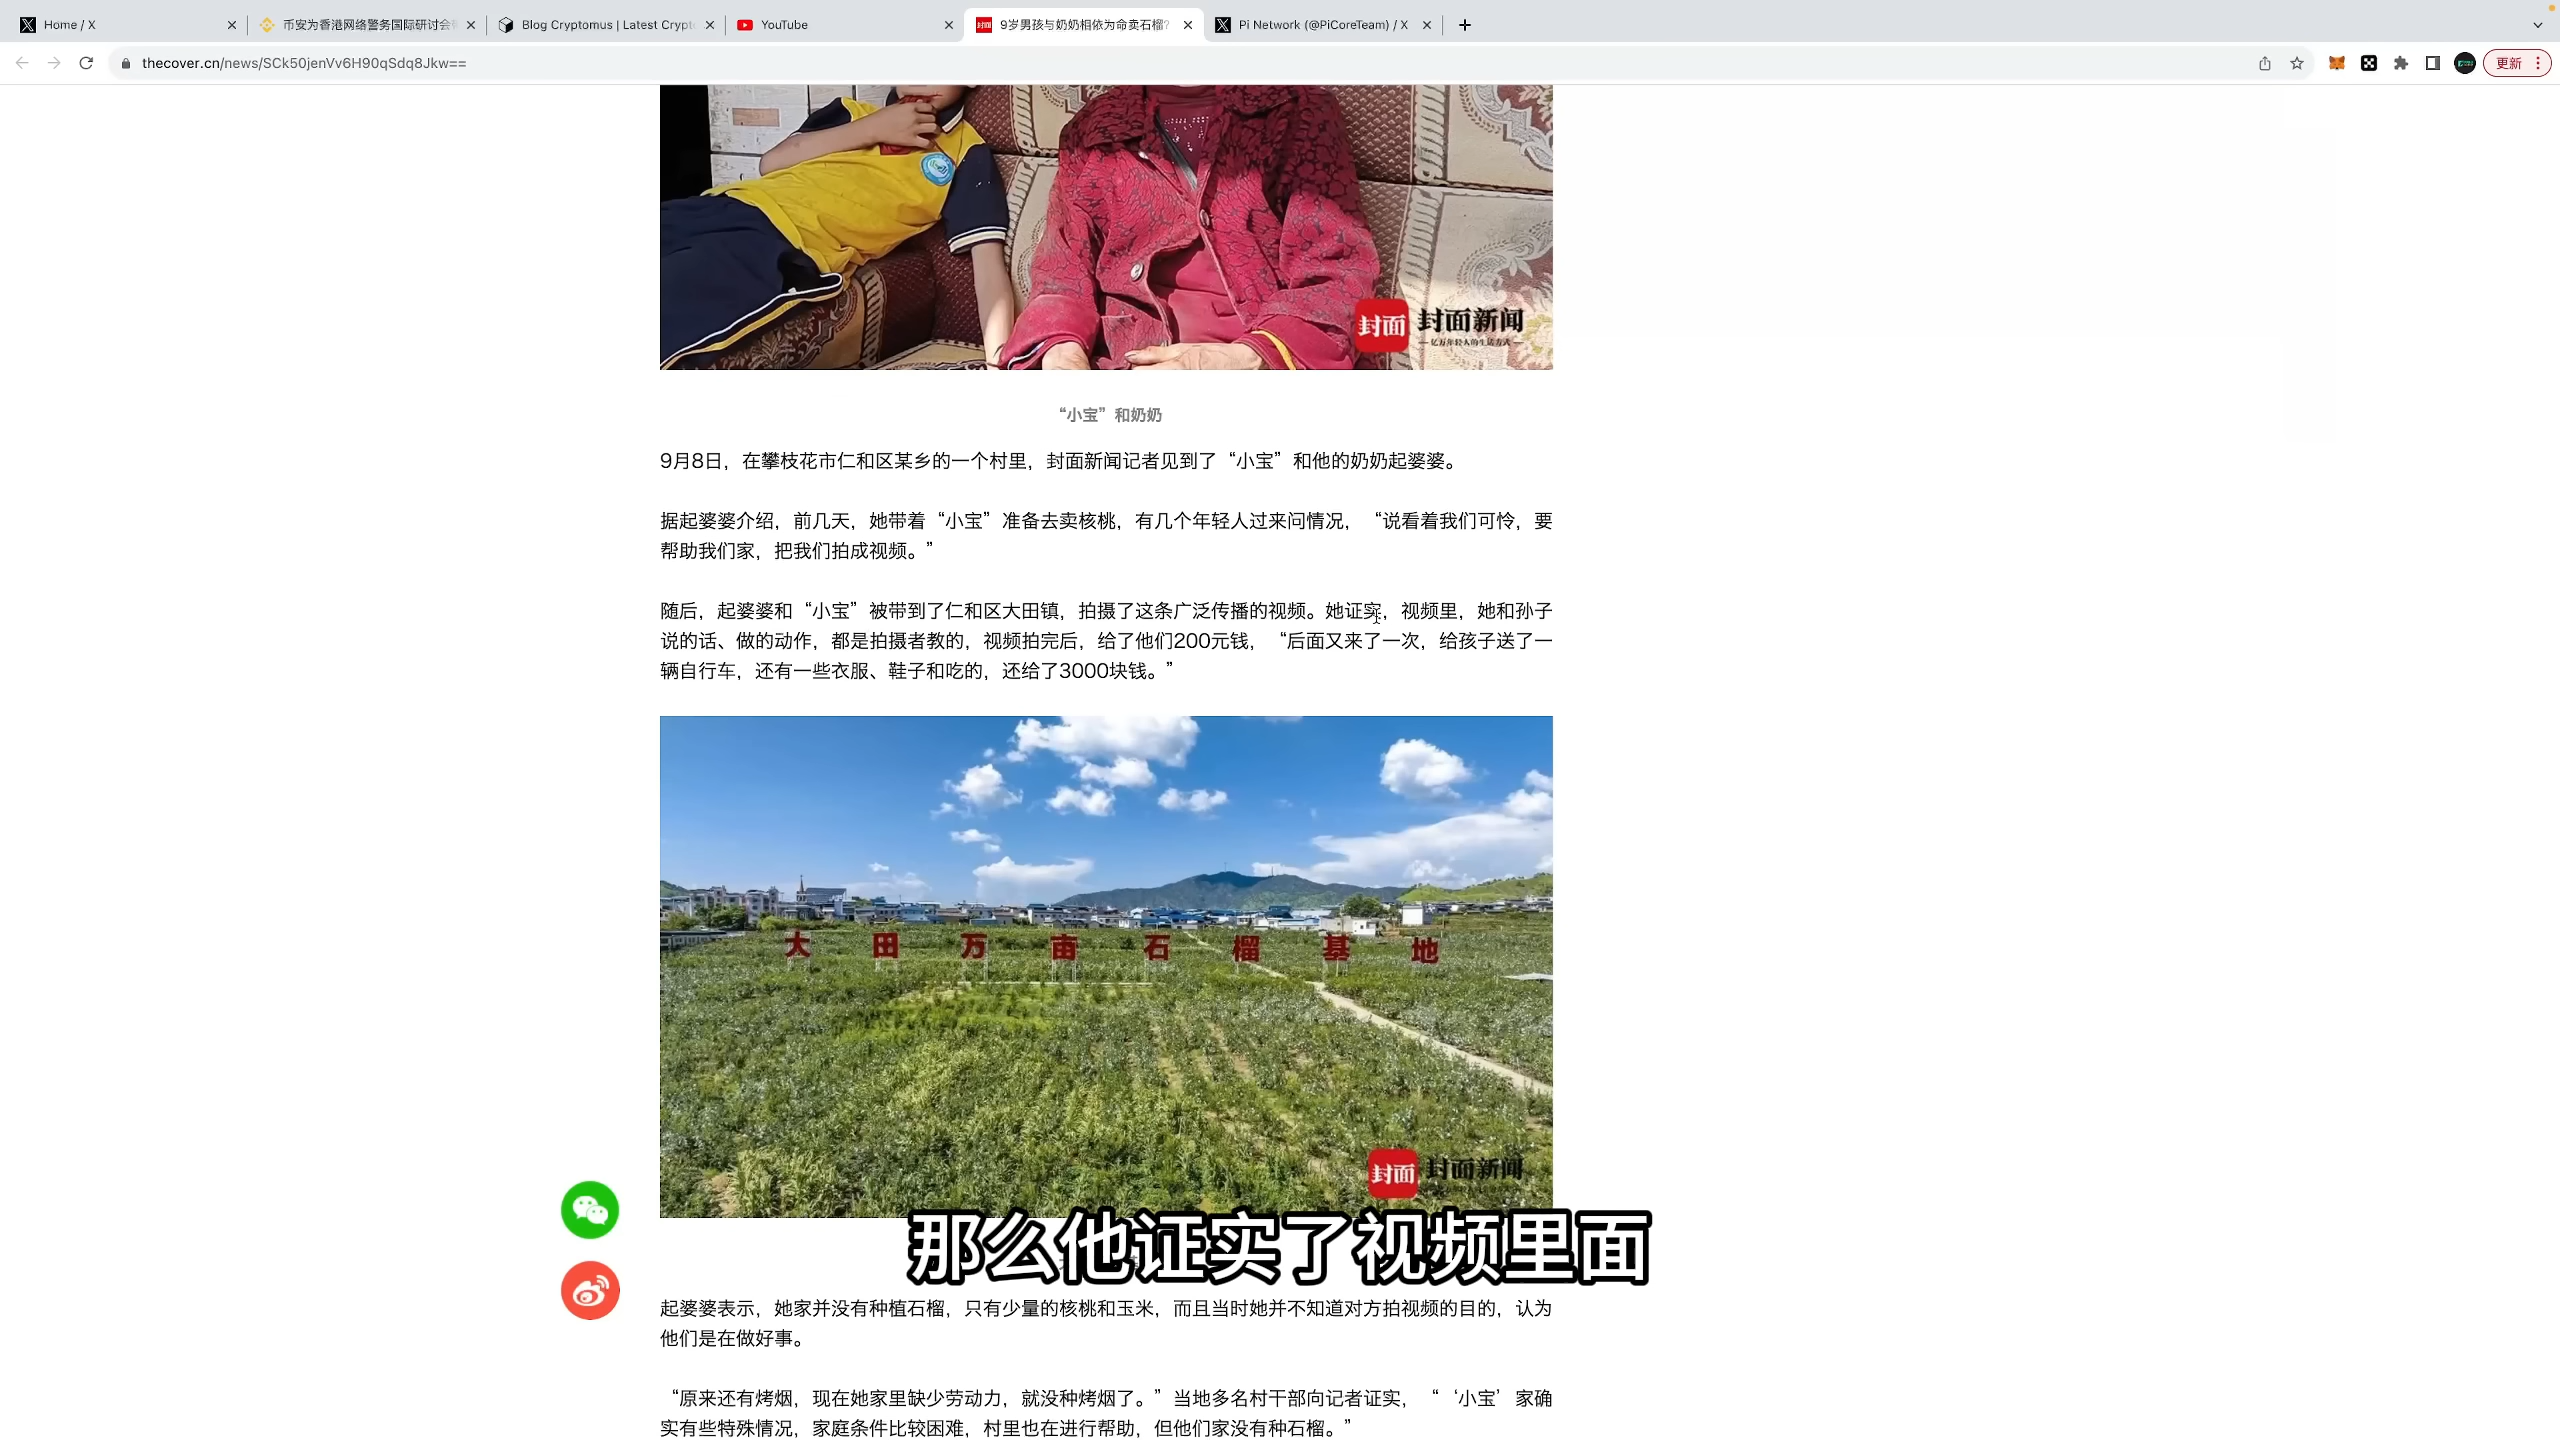 Home / X
币安为香港网络警务国际研讨会
Blog Cryptomus | Latest Crypt
YouTube
9岁男孩与奶奶相依为命卖石榴?
Pi Network (@PiCoreTeam) / X
thecover.cn/news/SCk50jenVv6H90qSdq8Jkw==
更新
封面 封面新闻
亿万年轻人的生活方式
“小宝”和奶奶
9月8日，在攀枝花市仁和区某乡的一个村里，封面新闻记者见到了“小宝”和他的奶奶起婆婆。
据起婆婆介绍，前几天，她带着“小宝”准备去卖核桃，有几个年轻人过来问情况，“说看着我们可怜，要
帮助我们家，把我们拍成视频。”
随后，起婆婆和“小宝”被带到了仁和区大田镇，拍摄了这条广泛传播的视频。她证实，视频里，她和孙子
说的话、做的动作，都是拍摄者教的，视频拍完后，给了他们200元钱，“后面又来了一次，给孩子送了一
辆自行车，还有一些衣服、鞋子和吃的，还给了3000块钱。”
大田万亩石榴基地
封面 封面新闻
那么他证实了视频里面
起婆婆表示，她家并没有种植石榴，只有少量的核桃和玉米，而且当时她并不知道对方拍视频的目的，认为
他们是在做好事。
“原来还有烤烟，现在她家里缺少劳动力，就没种烤烟了。”当地多名村干部向记者证实，“‘小宝’家确
实有些特殊情况，家庭条件比较困难，村里也在进行帮助，但他们家没有种石榴。”